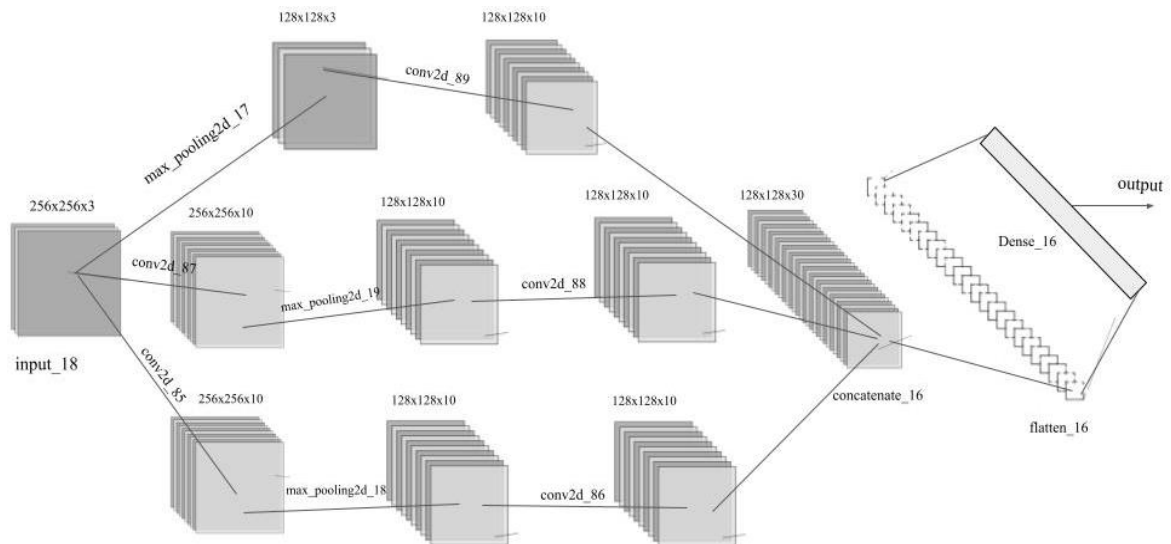 128x128x3
128x128x10
conv2d_89
max_pooling2d_17
256x256x3
256x256x10
128x128x10
128x128x10
128x128x30
output
conv2d_87
max_pooling2d_19
conv2d_88
Dense_16
input_18
conv2d_85
256x256x10
128x128x10
128x128x10
concatenate_16
flatten_16
max_pooling2d_18
conv2d_86